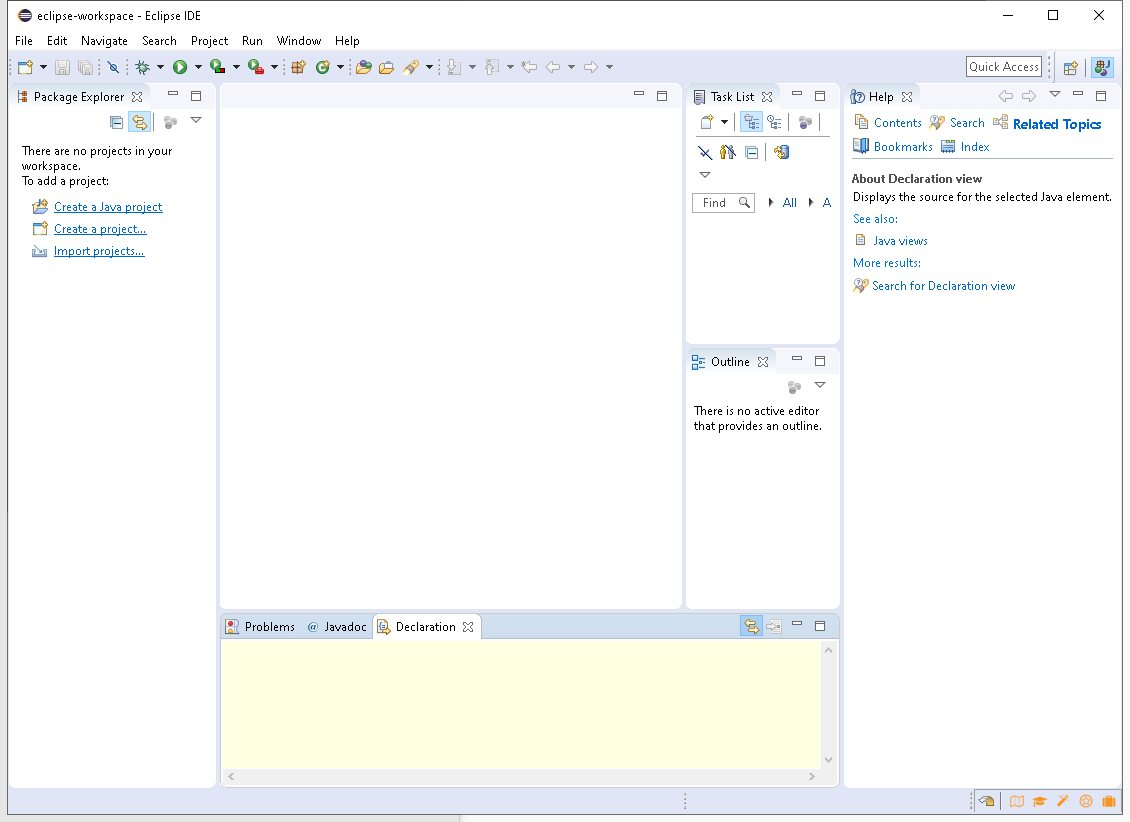 eclipse-workspace - Eclipse IDE
File Edit Navigate Search Project Run Window Help
Quick Access
Package Explorer
There are no projects in your
workspace.
To add a project:
Create a Java project
Create a project...
Import projects...
Task List
Find
All
A
Outline
There is no active editor
that provides an outline.
Help
Contents Search Related Topics
Bookmarks Index
About Declaration view
Displays the source for the selected Java element.
See also:
Java views
More results:
Search for Declaration view
Problems @ Javadoc Declaration